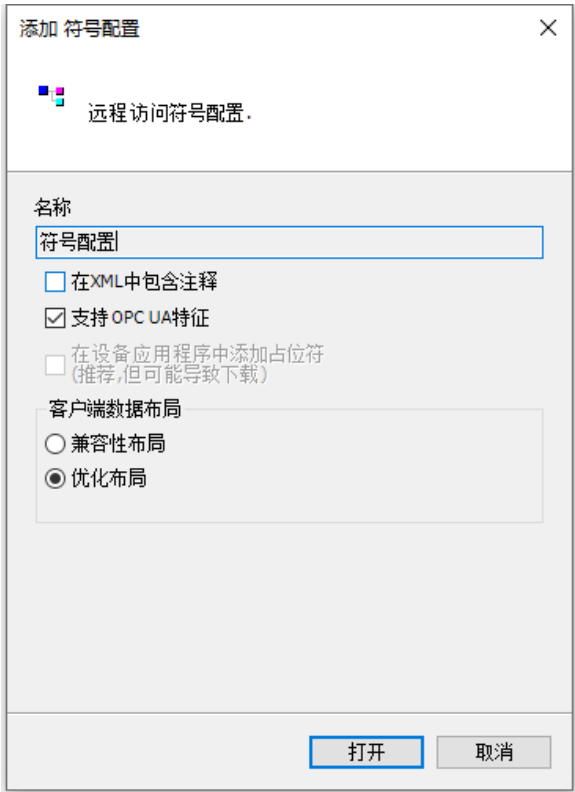 添加 符号配置
远程访问符号配置.
名称
符号配置
在XML中包含注释
支持 OPC UA特征
在设备应用程序中添加占位符
(推荐,但可能导致下载)
客户端数据布局
兼容性布局
优化布局
打开
取消